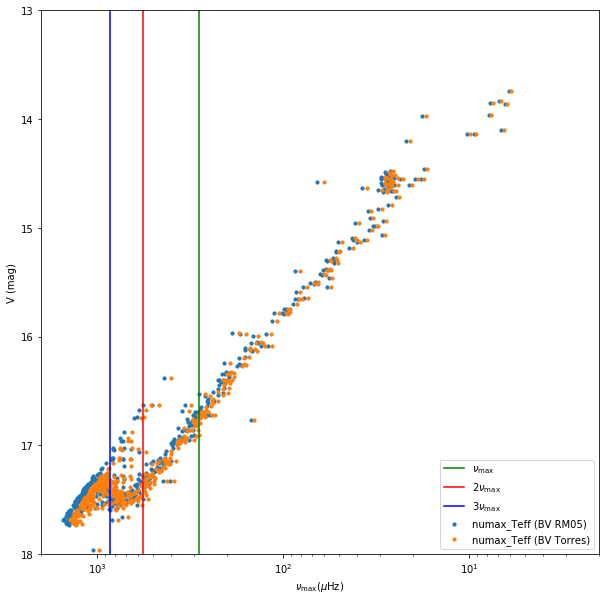 13
14
15
16
17
18
V (mag)
10³
10²
10¹
ν_max(μHz)
ν_max
2ν_max
3ν_max
numax_Teff (BV RM05)
numax_Teff (BV Torres)